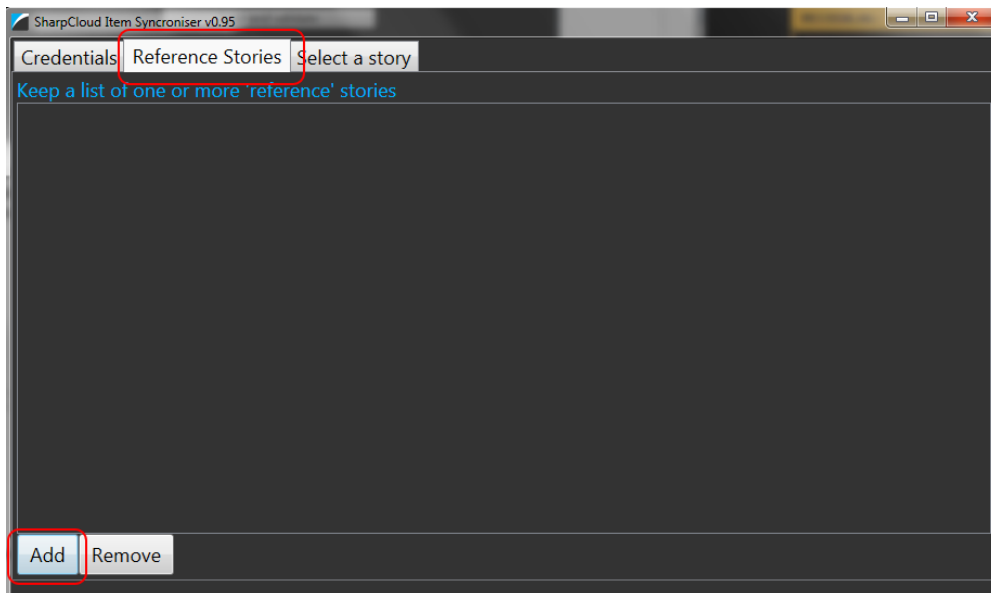 SharpCloud Item Syncroniser v0.95
Credentials Reference Stories Select a story
Keep a list of one or more 'reference' stories
Add Remove